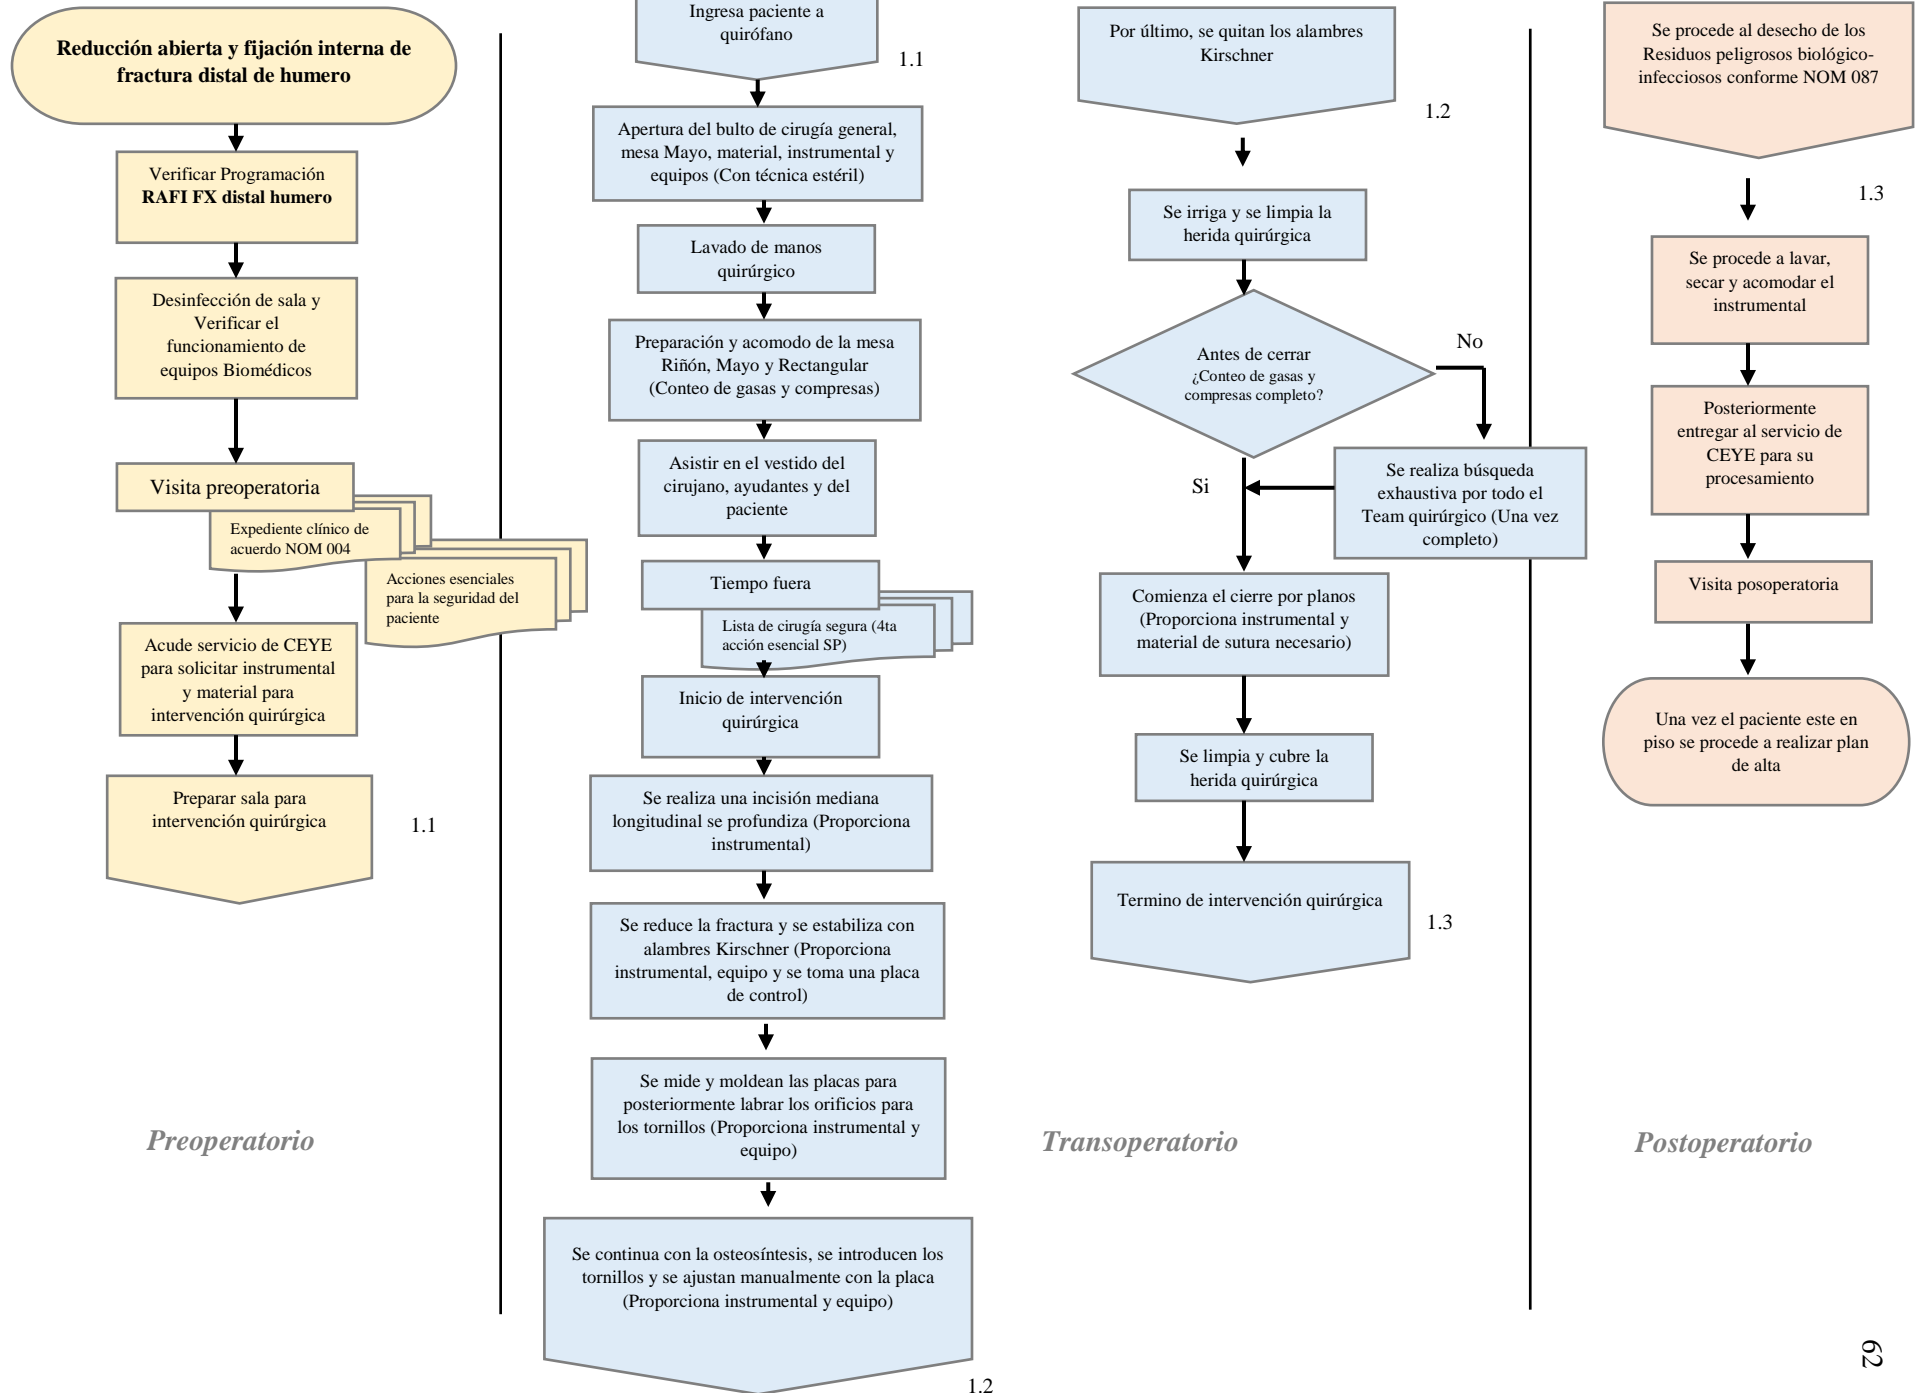 Reducción abierta y fijación interna de
fractura distal de humero
Verificar Programación
RAFI FX distal humero
Desinfección de sala y
Verificar el
funcionamiento de
equipos Biomédicos
Visita preoperatoria
Expediente clínico de
acuerdo NOM 004
Acciones esenciales
para la seguridad del
paciente
Acude servicio de CEYE
para solicitar instrumental
y material para
intervención quirúrgica
Preparar sala para
intervención quirúrgica
1.1
Preoperatorio
Ingresa paciente a
quirófano
1.1
Apertura del bulto de cirugía general,
mesa Mayo, material, instrumental y
equipos (Con técnica estéril)
Lavado de manos
quirúrgico
Preparación y acomodo de la mesa
Riñón, Mayo y Rectangular
(Conteo de gasas y compresas)
Asistir en el vestido del
cirujano, ayudantes y del
paciente
Tiempo fuera
Lista de cirugía segura (4ta
acción esencial SP)
Inicio de intervención
quirúrgica
Se realiza una incisión mediana
longitudinal se profundiza (Proporciona
instrumental)
Se reduce la fractura y se estabiliza con
alambres Kirschner (Proporciona
instrumental, equipo y se toma una placa
de control)
Se mide y moldean las placas para
posteriormente labrar los orificios para
los tornillos (Proporciona instrumental y
equipo)
Se continua con la osteosíntesis, se introducen los
tornillos y se ajustan manualmente con la placa
(Proporciona instrumental y equipo)
1.2
Por último, se quitan los alambres
Kirschner
1.2
Se irriga y se limpia la
herida quirúrgica
Antes de cerrar
¿Conteo de gasas y
compresas completo?
No
Si
Se realiza búsqueda
exhaustiva por todo el
Team quirúrgico (Una vez
completo)
Comienza el cierre por planos
(Proporciona instrumental y
material de sutura necesario)
Se limpia y cubre la
herida quirúrgica
Termino de intervención quirúrgica
1.3
Transoperatorio
Se procede al desecho de los
Residuos peligrosos biológico-
infecciosos conforme NOM 087
1.3
Se procede a lavar,
secar y acomodar el
instrumental
Posteriormente
entregar al servicio de
CEYE para su
procesamiento
Visita posoperatoria
Una vez el paciente este en
piso se procede a realizar plan
de alta
Postoperatorio
62